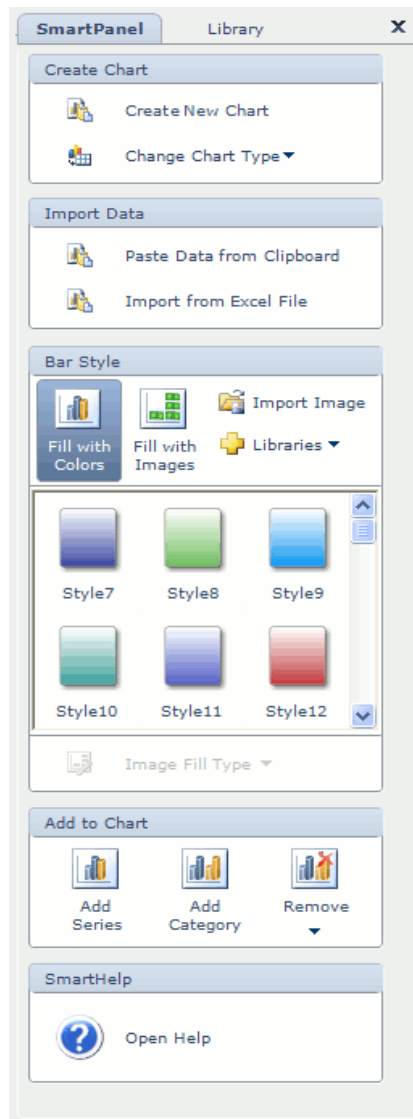 SmartPanel Library X
Create Chart
Create New Chart
Change Chart Type
Import Data
Paste Data from Clipboard
Import from Excel File
Bar Style
Fill with
Colors
Fill with
Images
Import Image
Libraries
Style7 Style8 Style9
Style10 Style11 Style12
Image Fill Type
Add to Chart
Add
Series
Add
Category
Remove
SmartHelp
? Open Help